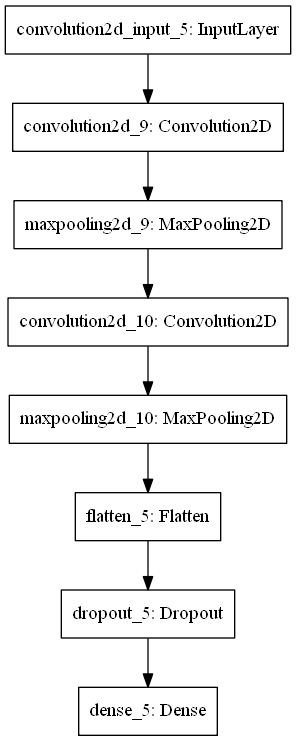 convolution2d_input_5: InputLayer
convolution2d_9: Convolution2D
maxpooling2d_9: MaxPooling2D
convolution2d_10: Convolution2D
maxpooling2d_10: MaxPooling2D
flatten_5: Flatten
dropout_5: Dropout
dense_5: Dense